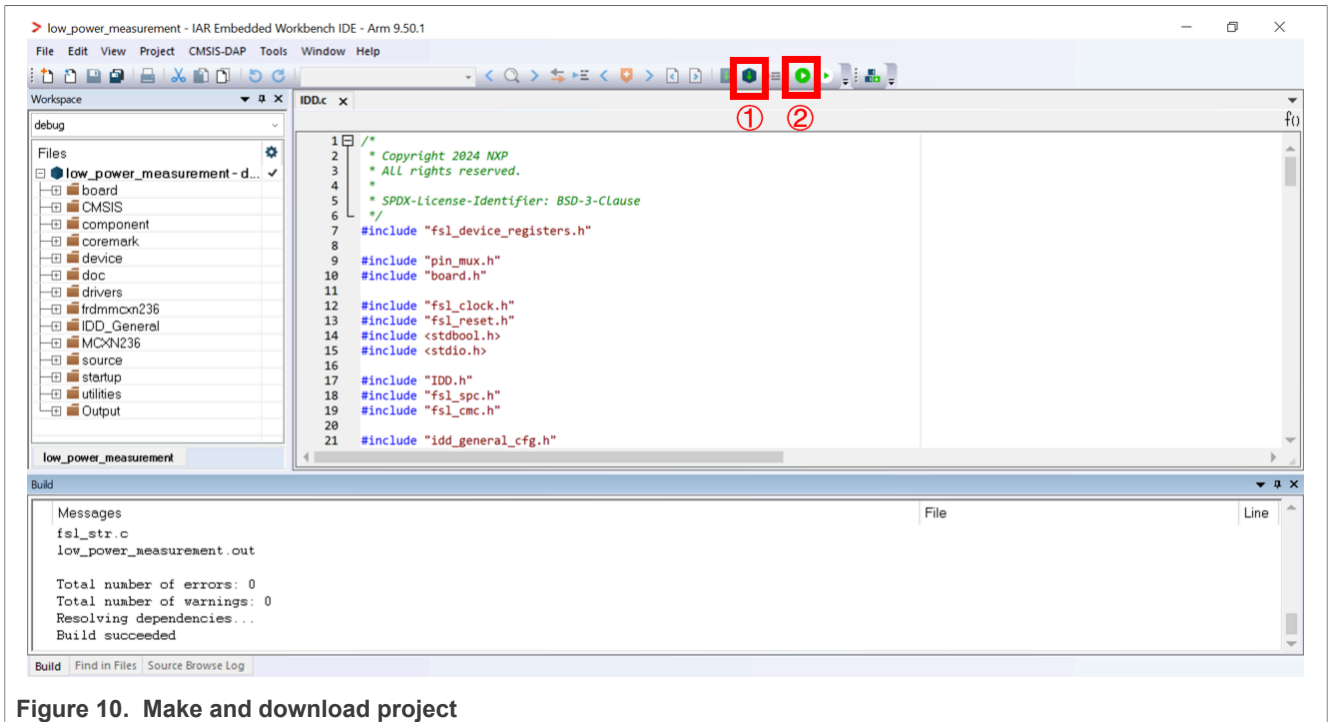 low_power_measurement - IAR Embedded Workbench IDE - Arm 9.50.1
File Edit View Project CMSIS-DAP Tools Window Help
Workspace
IDD.c x
① ②
debug
f()
Files
low_power_measurement - d...
board
CMSIS
component
coremark
device
doc
drivers
frdmmcxn236
IDD_General
MCXN236
source
startup
utilities
Output
low_power_measurement
1 /*
2 * Copyright 2024 NXP
3 * All rights reserved.
4 *
5 * SPDX-License-Identifier: BSD-3-Clause
6 */
7 #include "fsl_device_registers.h"
8
9 #include "pin_mux.h"
10 #include "board.h"
11
12 #include "fsl_clock.h"
13 #include "fsl_reset.h"
14 #include <stdbool.h>
15 #include <stdio.h>
16
17 #include "IDD.h"
18 #include "fsl_spc.h"
19 #include "fsl_cmc.h"
20
21 #include "idd_general_cfg.h"
Build
Messages File Line
fsl_str.c
low_power_measurement.out
Total number of errors: 0
Total number of warnings: 0
Resolving dependencies...
Build succeeded
Build Find in Files Source Browse Log
Figure 10. Make and download project